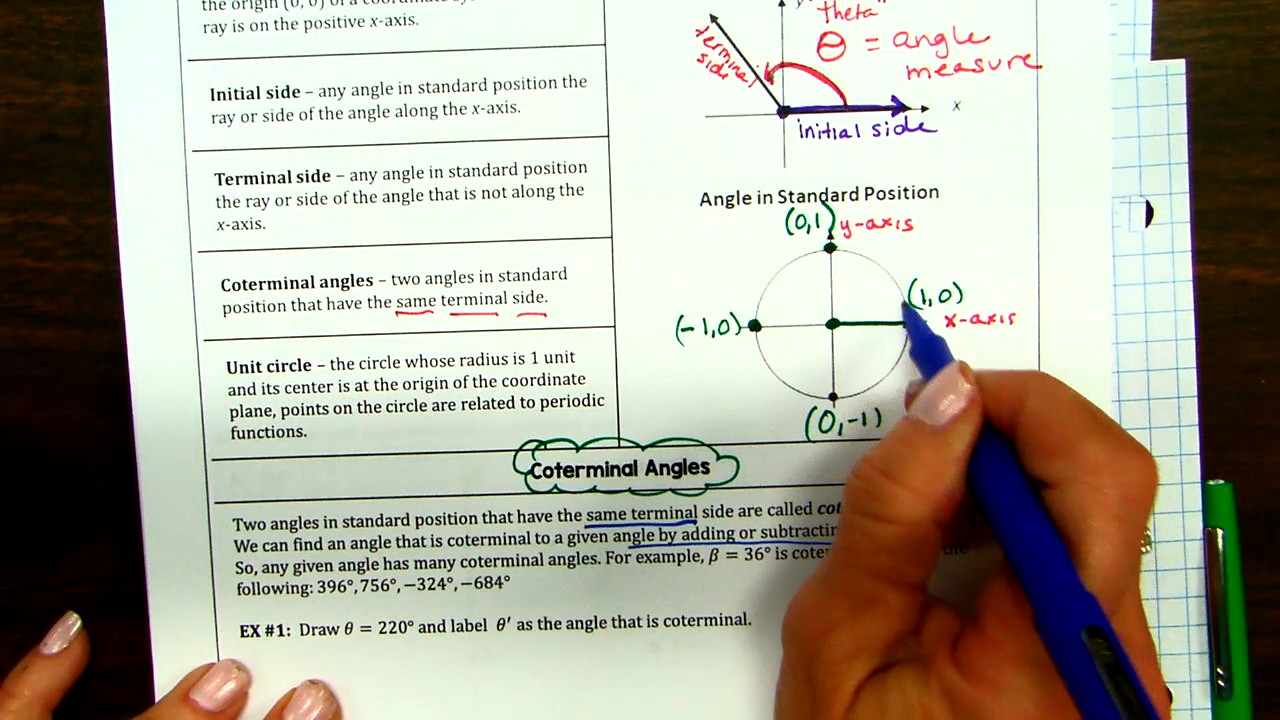 the origin (0, 0) of a coordinate
ray is on the positive x-axis.
Initial side – any angle in standard position the
ray or side of the angle along the x-axis.
Terminal side – any angle in standard position
the ray or side of the angle that is not along the
x-axis.
Coterminal angles – two angles in standard
position that have the same terminal side.
Unit circle – the circle whose radius is 1 unit
and its center is at the origin of the coordinate
plane, points on the circle are related to periodic
functions.
y
theta"
θ = angle
measure
terminal
side
x
initial side
Angle in Standard Position
(0,1) y-axis
(1,0)
x-axis
(-1,0)
(0,-1)
Coterminal Angles
Two angles in standard position that have the same terminal side are called
We can find an angle that is coterminal to a given angle by adding or subtracting
So, any given angle has many coterminal angles. For example, β = 36° is the
following: 396°, 756°, −324°, −684°
EX #1: Draw θ = 220° and label θ′ as the angle that is coterminal.